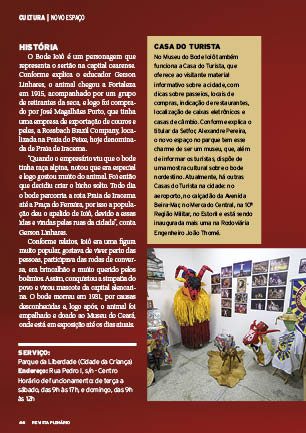 CULTURA | NOVO ESPAÇO
HISTÓRIA
O Bode Ioiô é um personagem que
representa o sertão na capital cearense.
Conforme explica o educador Gerson
Linhares, o animal chegou a Fortaleza
em 1915, acompanhado por um grupo
de retirantes da seca, e logo foi compra-
do por José Magalhães Porto, que tinha
uma empresa de exportação de couros e
peles, a Rossbach Brazil Company, loca-
lizada na Praia do Peixe, hoje denomina-
da de Praia de Iracema.
"Quando o empresário viu que o bode
tinha raça alpina, notou que era especial
e logo gostou muito do animal. Foi então
que decidiu criar o bicho solto. Todo dia
o bode percorria a rota Praia de Iracema
até a Praça do Ferreira, por isso a popula-
ção deu o apelido de Ioiô, devido a essas
idas e vindas pelas ruas da cidade", conta
Gerson Linhares.
Conforme relatos, Ioiô era uma figura
muito popular, gostava de viver perto das
pessoas, participava das rodas de conver-
sa, era brincalhão e muito querido pelos
boêmios. Assim, conquistou a simpatia do
povo e virou mascote da capital alencari-
na. O bode morreu em 1931, por causas
desconhecidas e, logo após, o animal foi
empalhado e doado ao Museu do Ceará,
onde está em exposição até os dias atuais.
SERVIÇO:
Parque da Liberdade (Cidade da Criança)
Endereço: Rua Pedro I, s/n - Centro
Horário de funcionamento: de terça a
sábado, das 9h às 17h, e domingo, das 9h
às 12h
CASA DO TURISTA
No Museu do Bode Ioiô também
funciona a Casa do Turista, que
oferece ao visitante material
informativo sobre a cidade, com
dicas sobre passeios, locais de
compras, indicação de restaurantes,
localização de caixas eletrônicos e
casas de câmbio. Conforme explica o
titular da Setfor, Alexandre Pereira,
o novo espaço no parque tem esse
charme de ser um museu, que, além
de informar os turistas, dispõe de
uma mostra cultural sobre o bode
nordestino. Atualmente, há outras
Casas do Turista na cidade: no
aeroporto, no calçadão da Avenida
Beira-Mar, no Mercado Central, na 10ª
Região Militar, no Estoril e está sendo
inaugurada mais uma na Rodoviária
Engenheiro João Thomé.
44 REVISTA PLENÁRIO